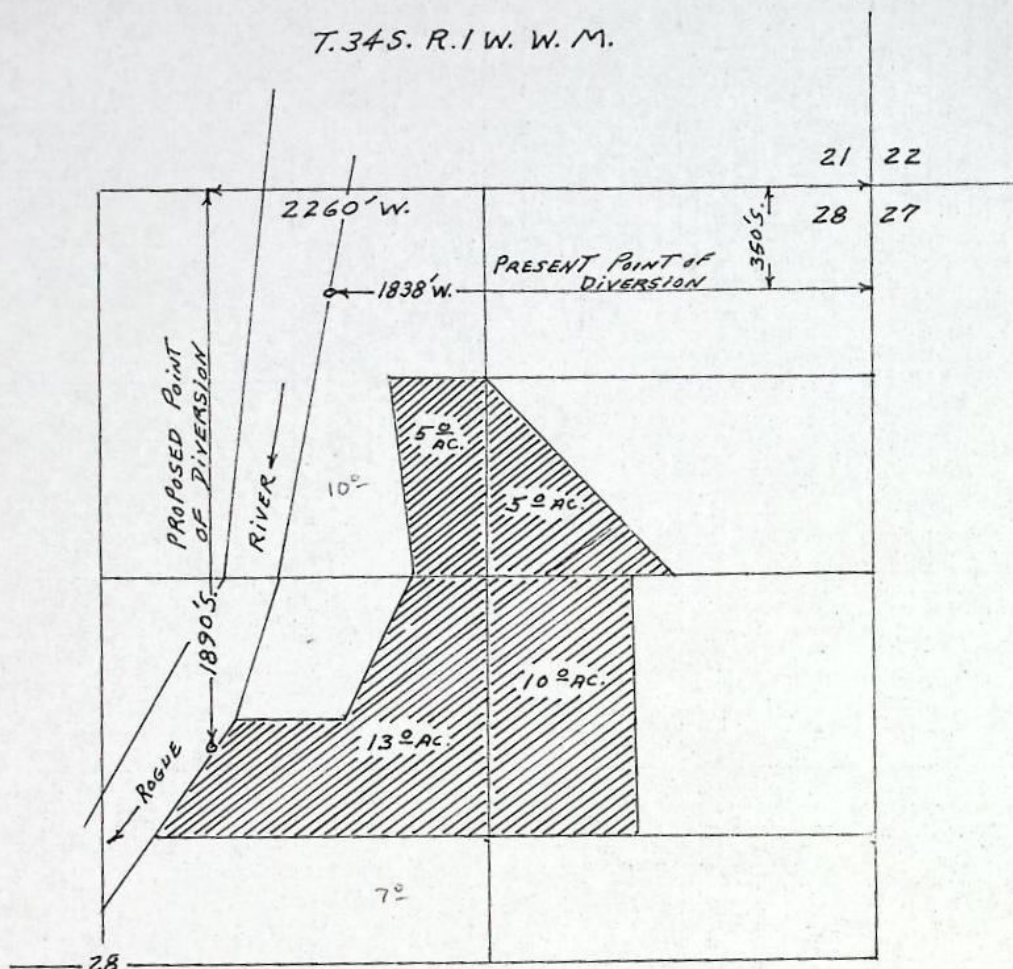 T.34S. R.1W. W.M.
21 22
2260' W.
28 27
350'S.
PRESENT POINT OF
DIVERSION
1838'W.
PROPOSED POINT
OF DIVERSION
5 0 AC.
10 0
RIVER
5 0 AC.
1890'S.
10 0 AC.
13 0 AC.
ROGUE
7 0
28